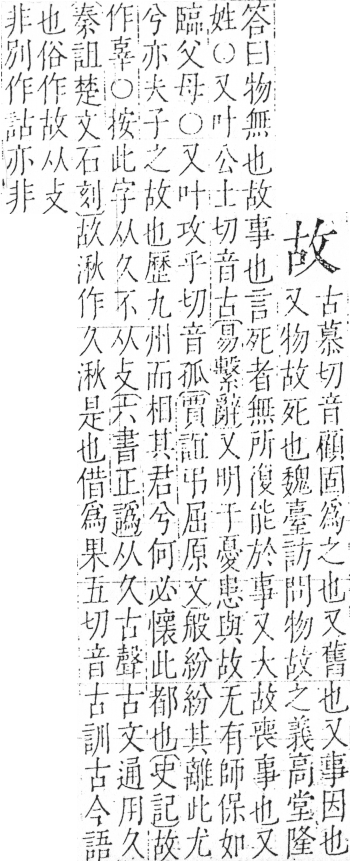 故
古慕切音顧固爲之也又舊也又事因也
又物故死也魏臺訪問物故之義高堂隆
答曰物無也故事也言死者無所復能於事又大故喪事也又
姓○又叶公土切音古易繫辭又明于憂患與故无有師保如
臨父母○又叶攻乎切音孤賈誼弔屈原文般紛紛其離此尤
兮亦夫子之故也歷九州而相其君兮何必懷此都也史記故
作辜○按此字从久不从攴六書正譌从久古聲古文通用久
秦詛楚文石刻故湫作久湫是也借爲果五切音古訓古今語
也俗作故从攴
非別作詁亦非